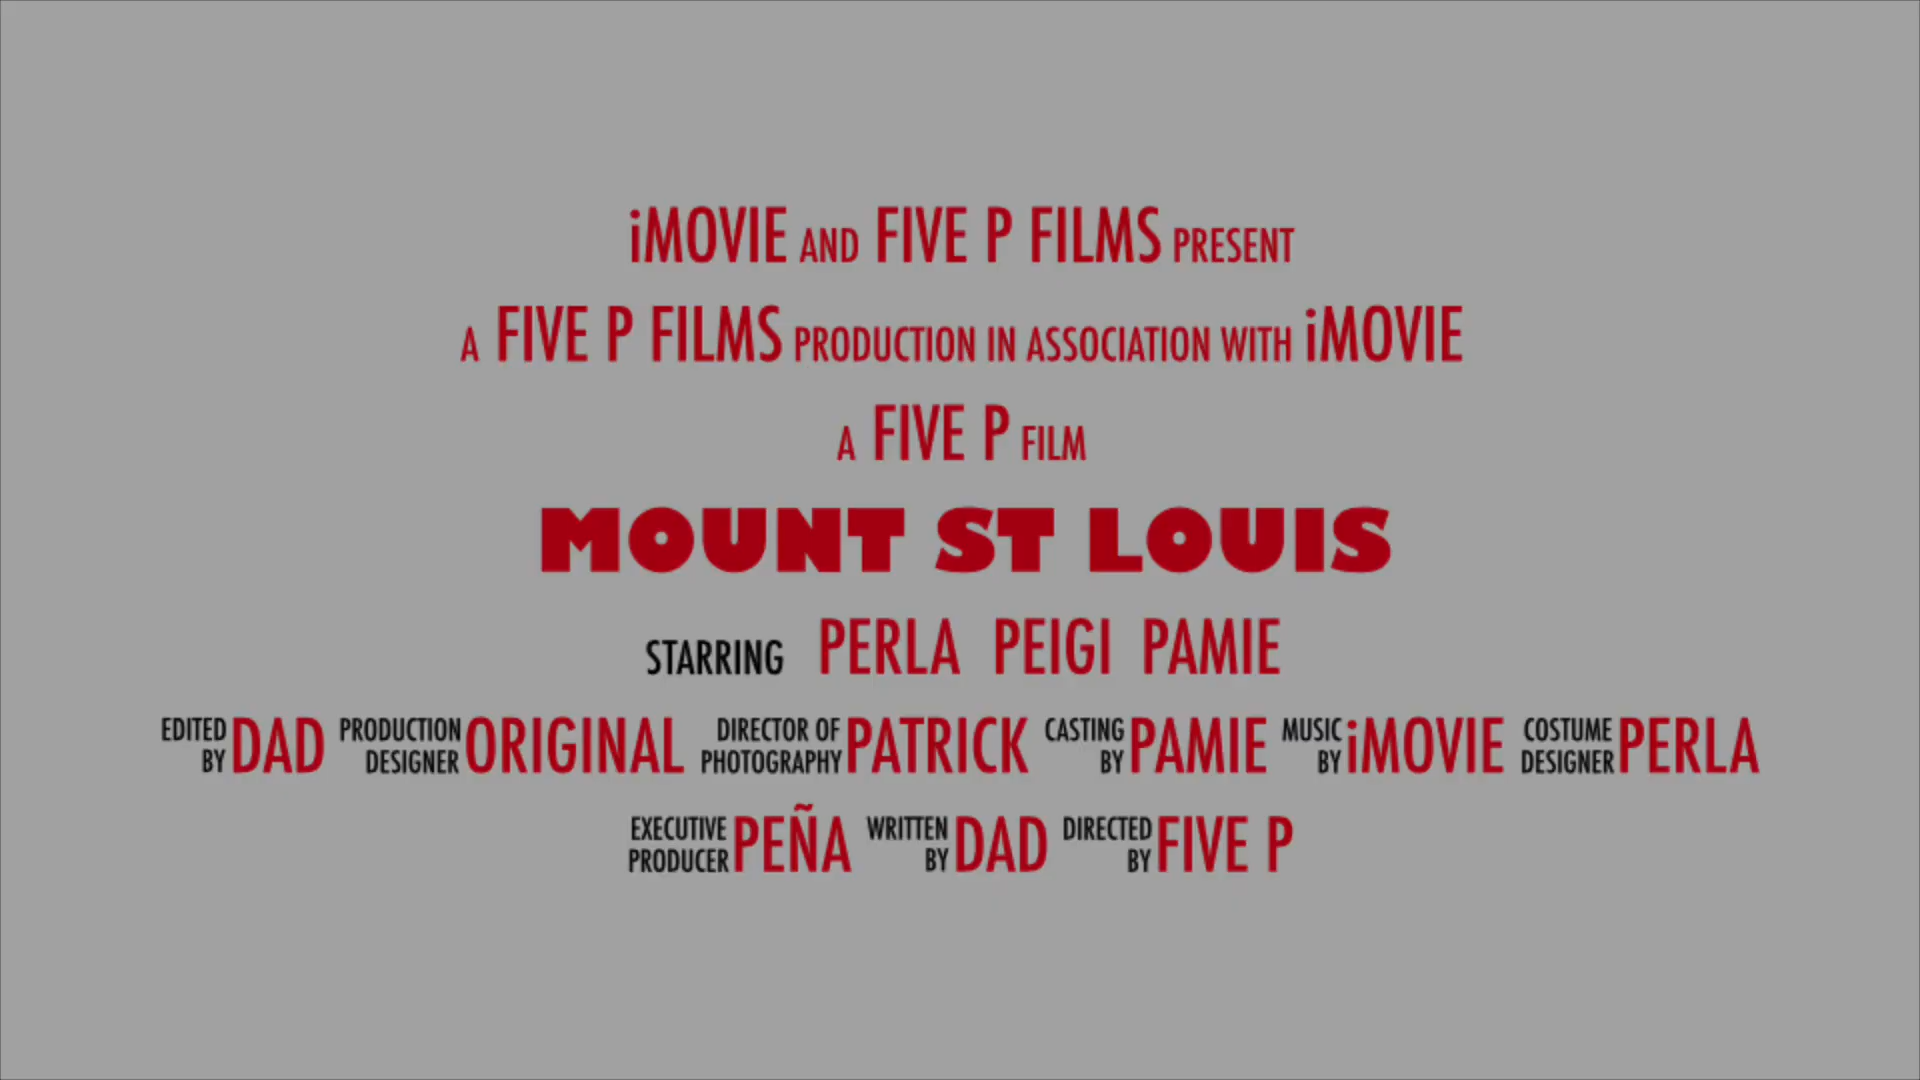 iMOVIE AND FIVE P FILMS PRESENT
A FIVE P FILMS PRODUCTION IN ASSOCIATION WITH iMOVIE
A FIVE P FILM
MOUNT ST LOUIS
STARRING PERLA PEIGI PAMIE
EDITED BY DAD PRODUCTION DESIGNER ORIGINAL DIRECTOR OF PHOTOGRAPHY PATRICK CASTING BY PAMIE MUSIC BY iMOVIE COSTUME DESIGNER PERLA
EXECUTIVE PRODUCER PEÑA WRITTEN BY DAD DIRECTED BY FIVE P